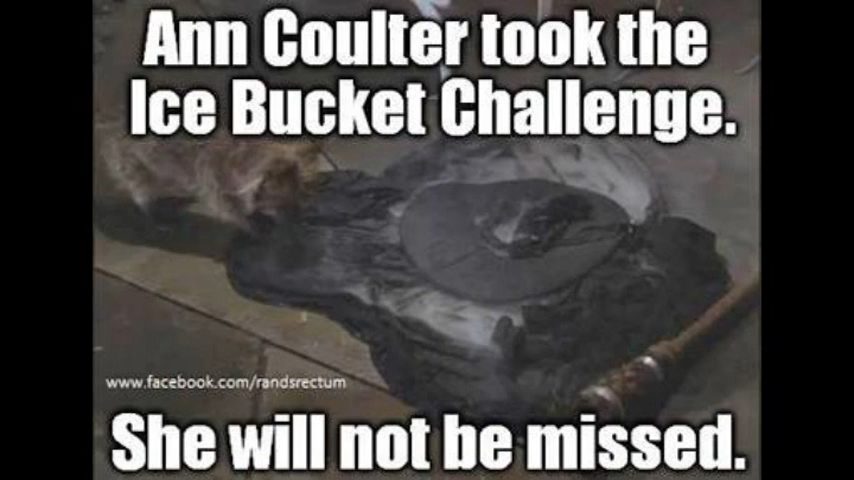 Ann Coulter took the
Ice Bucket Challenge.
www.facebook.com/randsrectum
She will not be missed.